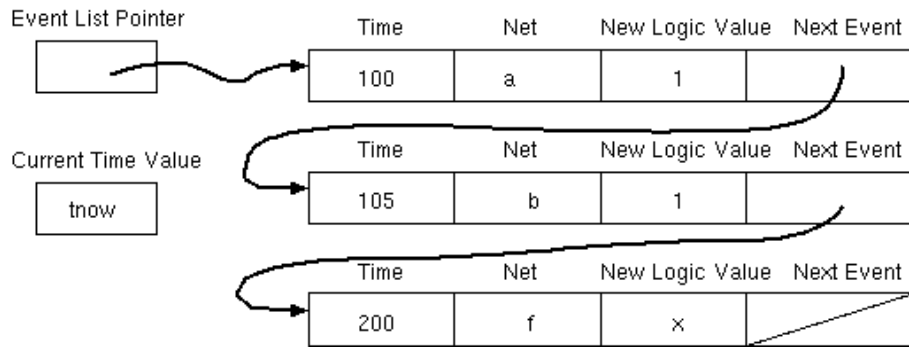 Event List Pointer
Time Net New Logic Value Next Event
100 a 1
Current Time Value
tnow
Time Net New Logic Value Next Event
105 b 1
Time Net New Logic Value Next Event
200 f x